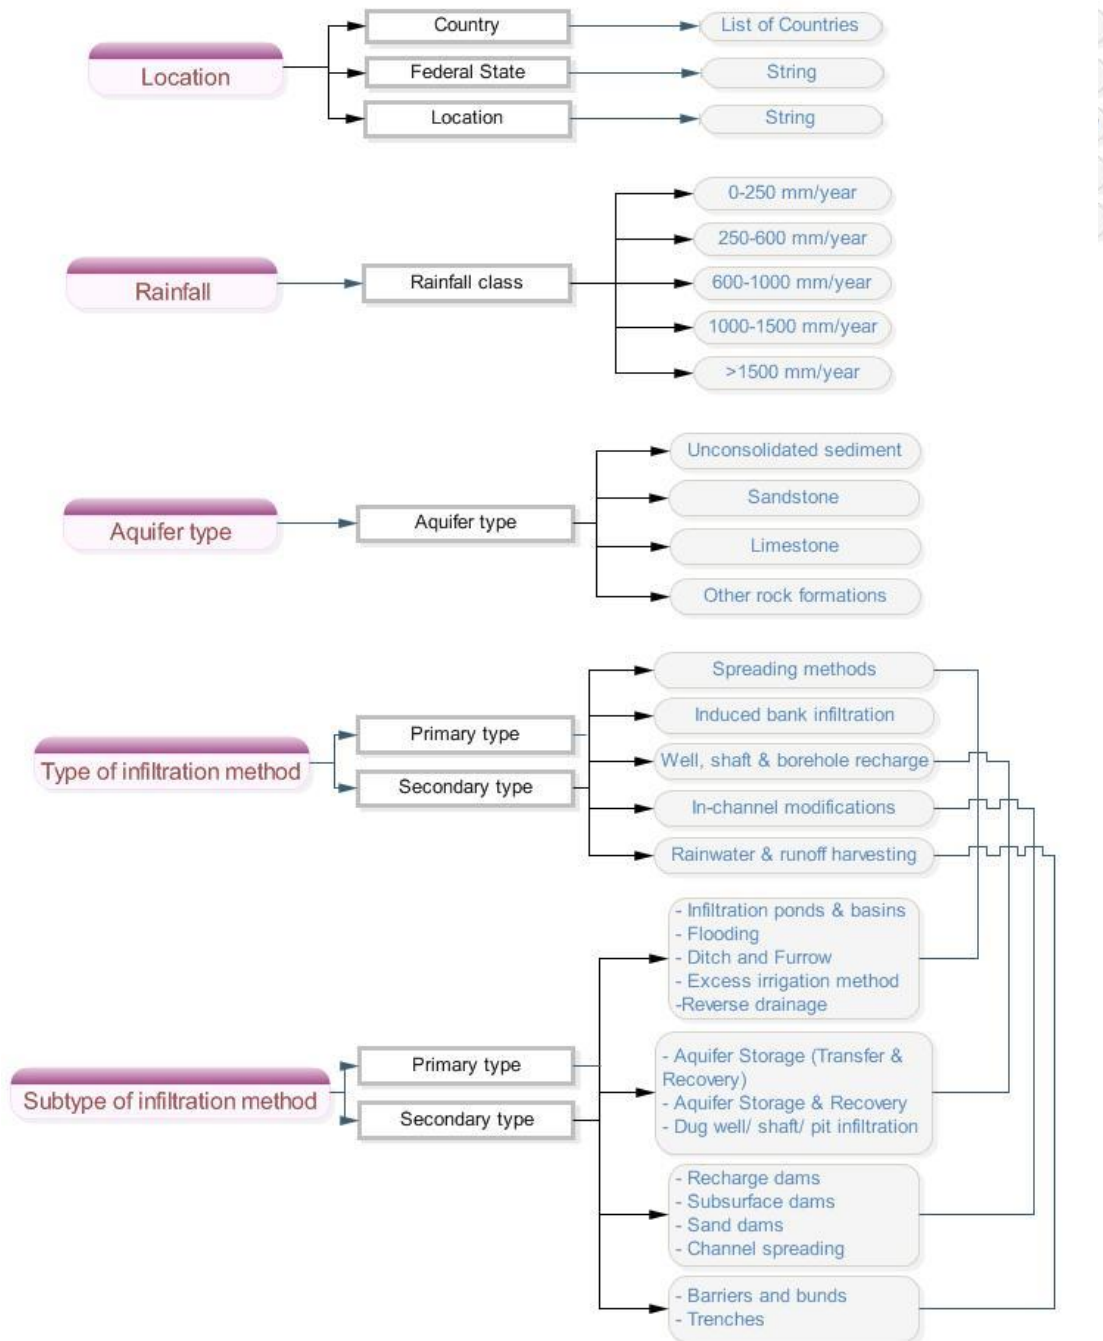 Location
Country
List of Countries
Federal State
String
Location
String
Rainfall
Rainfall class
0-250 mm/year
250-600 mm/year
600-1000 mm/year
1000-1500 mm/year
>1500 mm/year
Aquifer type
Aquifer type
Unconsolidated sediment
Sandstone
Limestone
Other rock formations
Type of infiltration method
Primary type
Secondary type
Spreading methods
Induced bank infiltration
Well, shaft & borehole recharge
In-channel modifications
Rainwater & runoff harvesting
Subtype of infiltration method
Primary type
Secondary type
- Infiltration ponds & basins
- Flooding
- Ditch and Furrow
- Excess irrigation method
-Reverse drainage
- Aquifer Storage (Transfer &
Recovery)
- Aquifer Storage & Recovery
- Dug well/ shaft/ pit infiltration
- Recharge dams
- Subsurface dams
- Sand dams
- Channel spreading
- Barriers and bunds
- Trenches